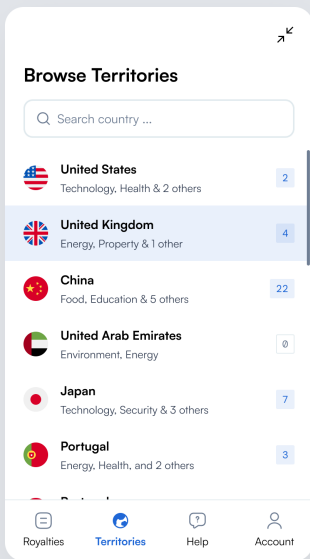 Browse Territories
Search country ...
United States
Technology, Health & 2 others
2
United Kingdom
Energy, Property & 1 other
4
China
Food, Education & 5 others
22
United Arab Emirates
Environment, Energy
0
Japan
Technology, Security & 3 others
7
Portugal
Energy, Health, and 2 others
3
Royalties
Territories
Help
Account